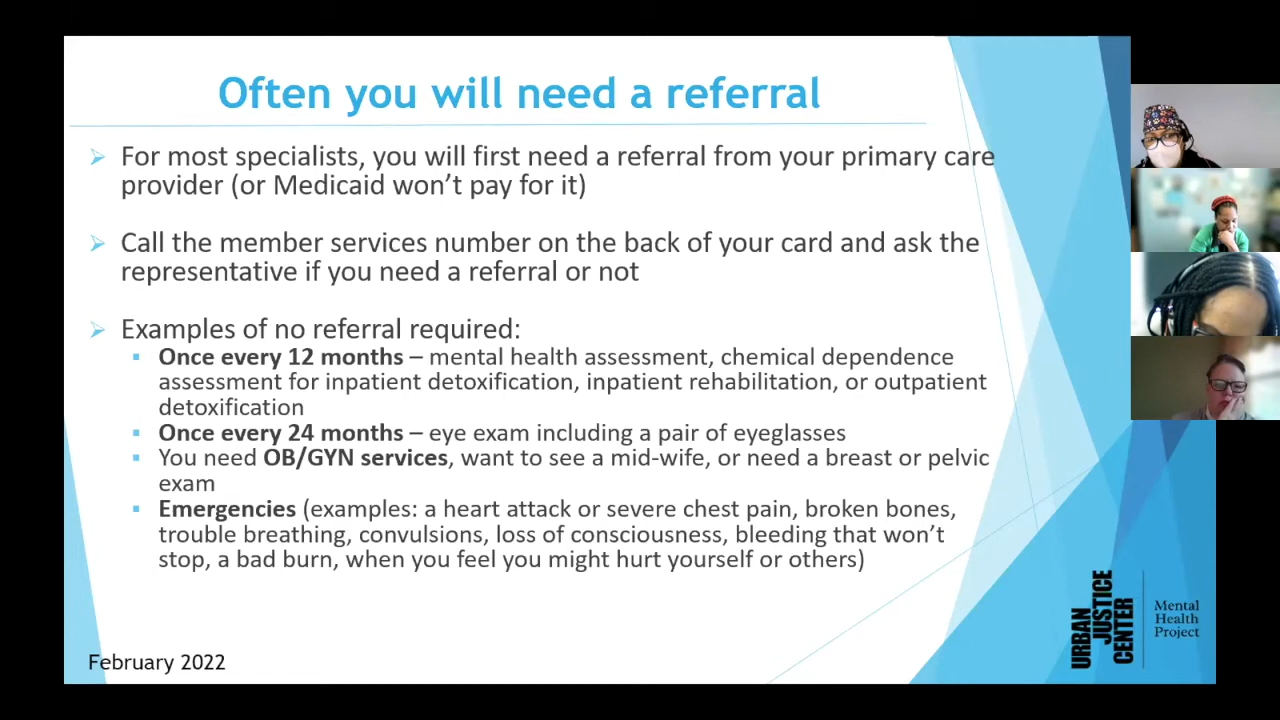 Often you will need a referral
For most specialists, you will first need a referral from your primary care
provider (or Medicaid won’t pay for it)
Call the member services number on the back of your card and ask the
representative if you need a referral or not
Examples of no referral required:
Once every 12 months – mental health assessment, chemical dependence
assessment for inpatient detoxification, inpatient rehabilitation, or outpatient
detoxification
Once every 24 months – eye exam including a pair of eyeglasses
You need OB/GYN services, want to see a mid-wife, or need a breast or pelvic
exam
Emergencies (examples: a heart attack or severe chest pain, broken bones,
trouble breathing, convulsions, loss of consciousness, bleeding that won’t
stop, a bad burn, when you feel you might hurt yourself or others)
URBAN
JUSTICE
CENTER
Mental
Health
Project
February 2022